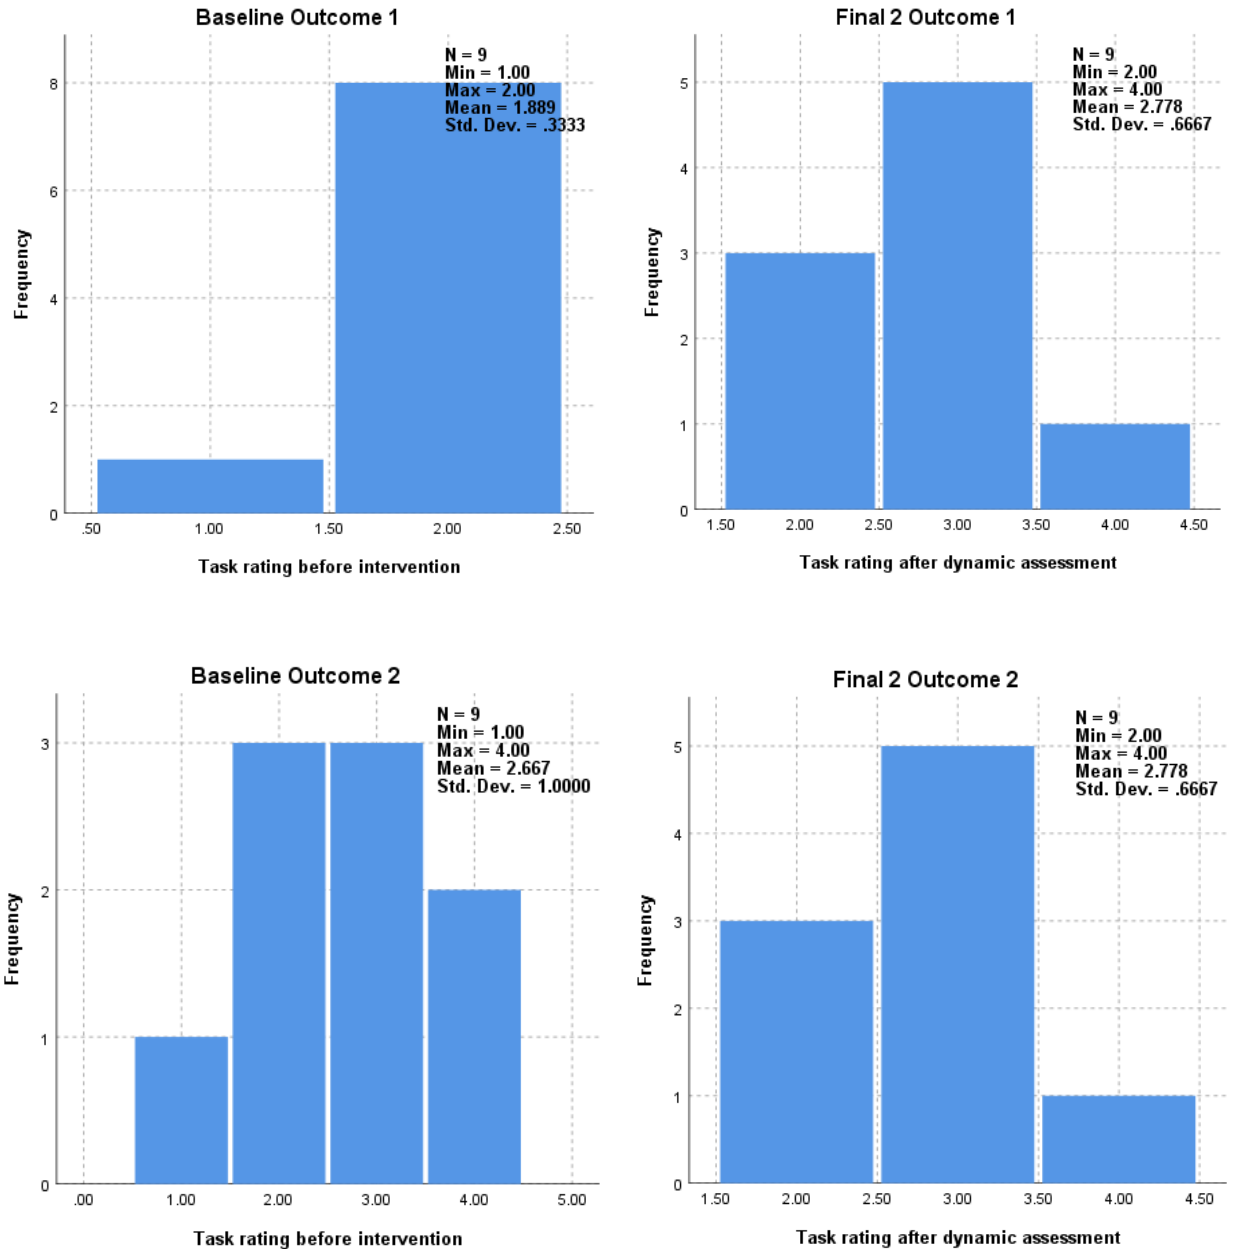 Baseline Outcome 1
N = 9
Min = 1.00
Max = 2.00
Mean = 1.889
Std. Dev. = .3333
8
6
4
2
0
Frequency
.50 1.00 1.50 2.00 2.50
Task rating before intervention
Final 2 Outcome 1
N = 9
Min = 2.00
Max = 4.00
Mean = 2.778
Std. Dev. = .6667
5
4
3
2
1
0
Frequency
1.50 2.00 2.50 3.00 3.50 4.00 4.50
Task rating after dynamic assessment
Baseline Outcome 2
N = 9
Min = 1.00
Max = 4.00
Mean = 2.667
Std. Dev. = 1.0000
3
2
1
0
Frequency
.00 1.00 2.00 3.00 4.00 5.00
Task rating before intervention
Final 2 Outcome 2
N = 9
Min = 2.00
Max = 4.00
Mean = 2.778
Std. Dev. = .6667
5
4
3
2
1
0
Frequency
1.50 2.00 2.50 3.00 3.50 4.00 4.50
Task rating after dynamic assessment